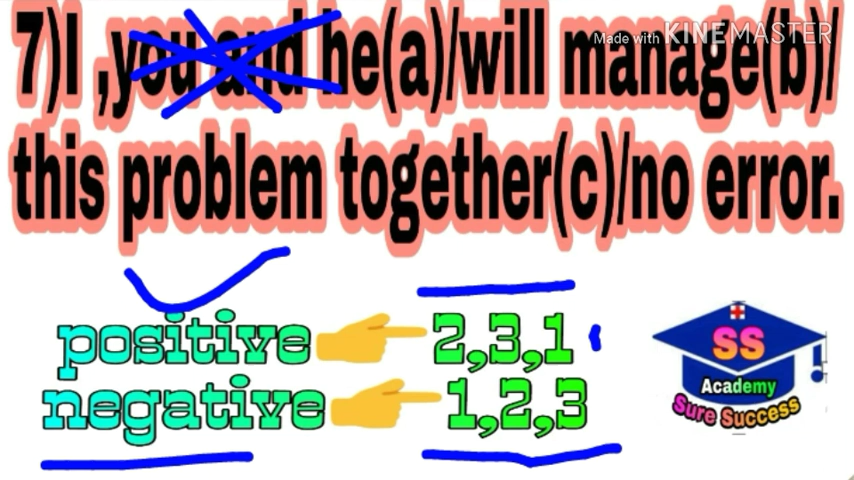 Made with KINEMASTER
7)I ,you and he(a)/will manage(b)/
this problem together(c)/no error.
positive 2,3,1
negative 1,2,3
SS
Academy
Sure Success